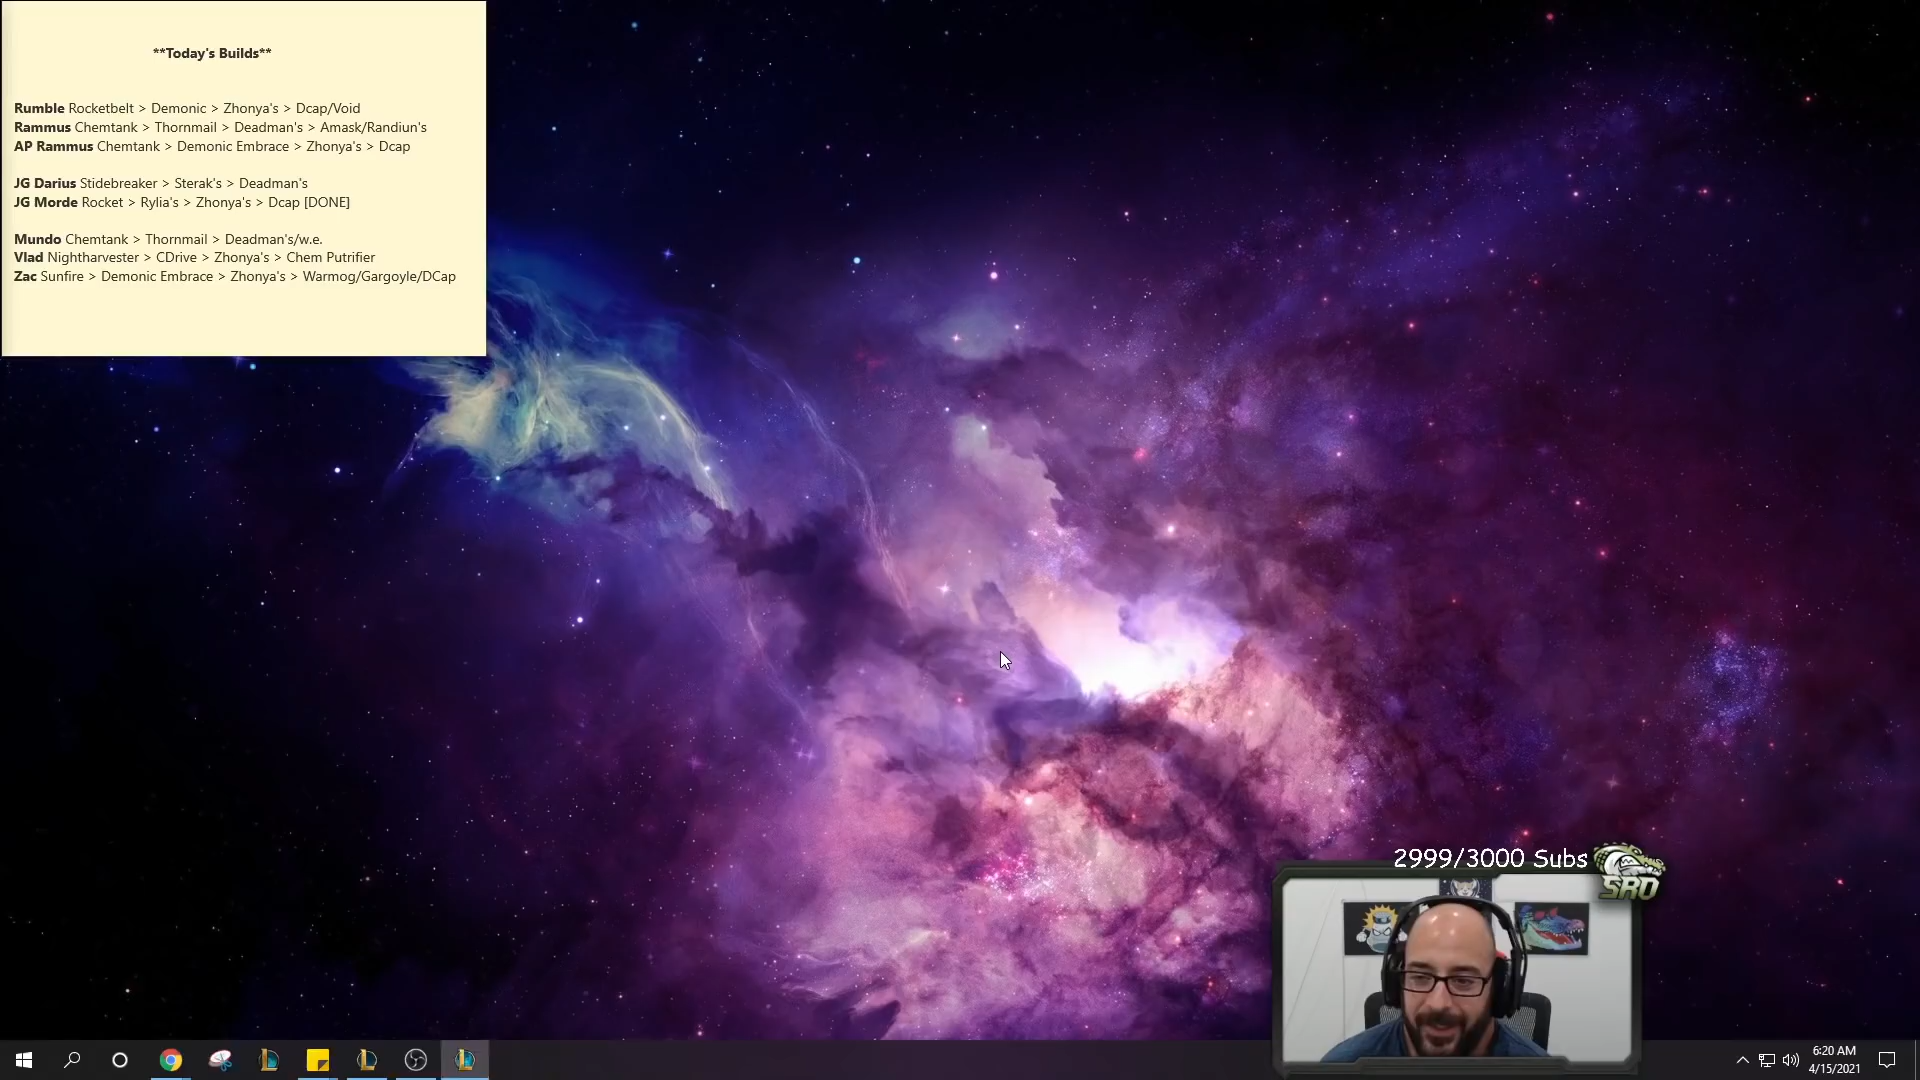 **Today's Builds**
Rumble Rocketbelt > Demonic > Zhonya's > Dcap/Void
Rammus Chemtank > Thornmail > Deadman's > Amask/Randiun's
AP Rammus Chemtank > Demonic Embrace > Zhonya's > Dcap
JG Darius Stidebreaker > Sterak's > Deadman's
JG Morde Rocket > Rylia's > Zhonya's > Dcap [DONE]
Mundo Chemtank > Thornmail > Deadman's/w.e.
Vlad Nightharvester > CDrive > Zhonya's > Chem Putrifier
Zac Sunfire > Demonic Embrace > Zhonya's > Warmog/Gargoyle/DCap
2999/3000 Subs
SRO
6:20 AM
4/15/2021